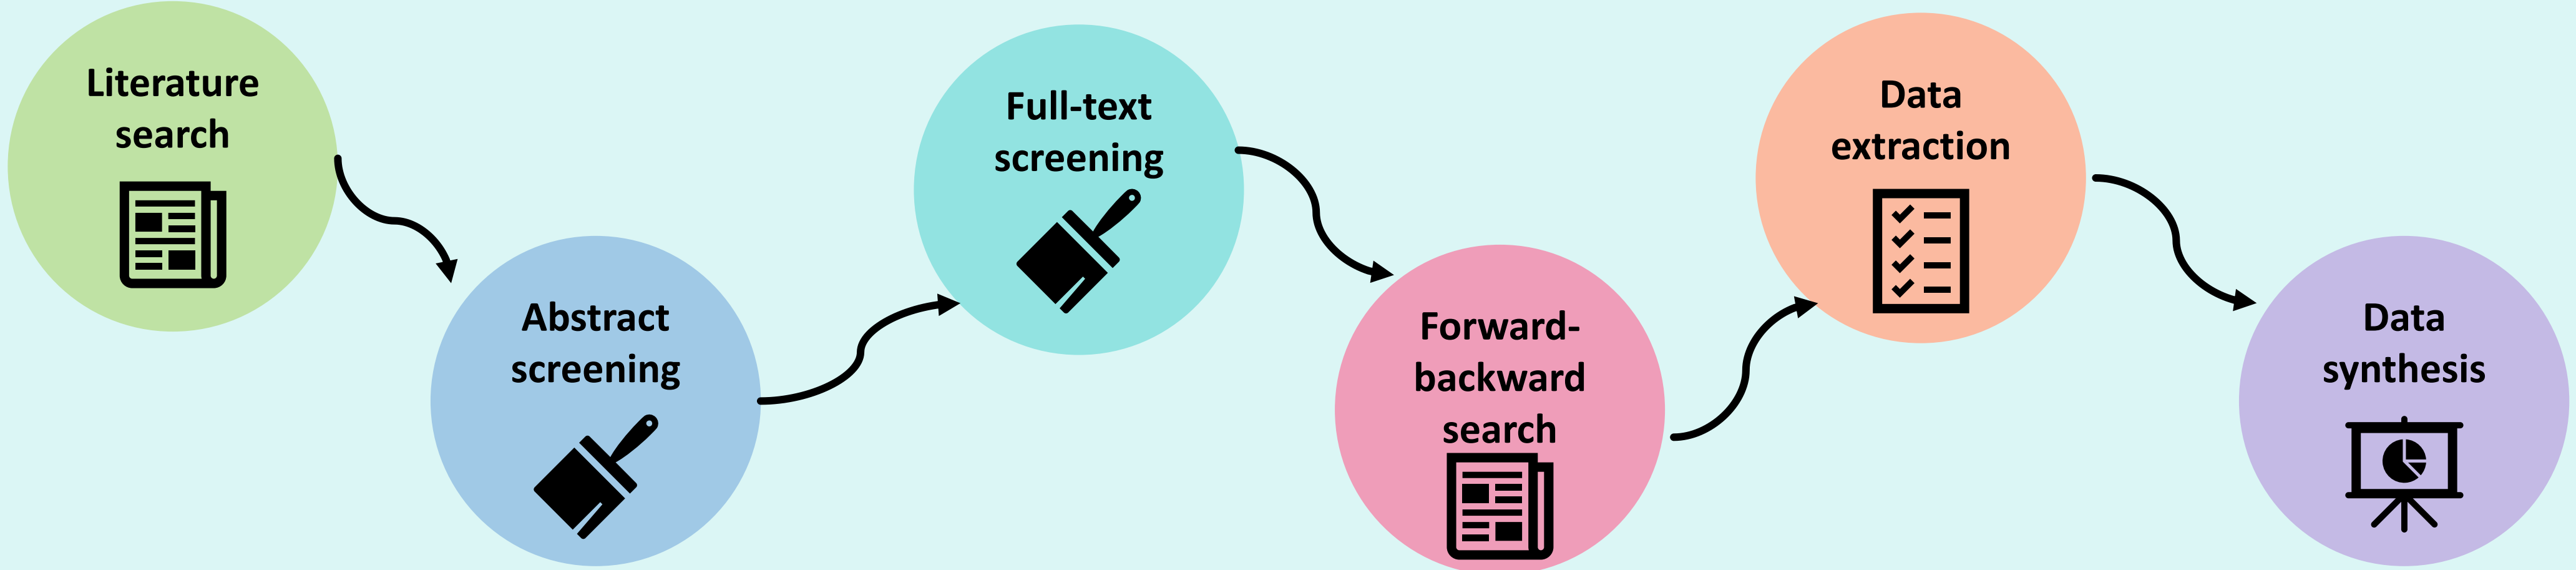 Literature
search
Abstract
screening
Full-text
screening
Forward-
backward
search
Data
extraction
Data
synthesis